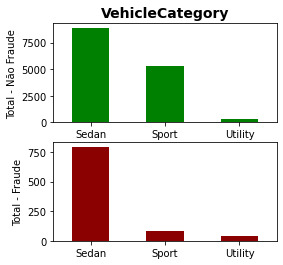 VehicleCategory
Total - Não Fraude
7500
5000
2500
0
Sedan Sport Utility
Total - Fraude
750
500
250
0
Sedan Sport Utility